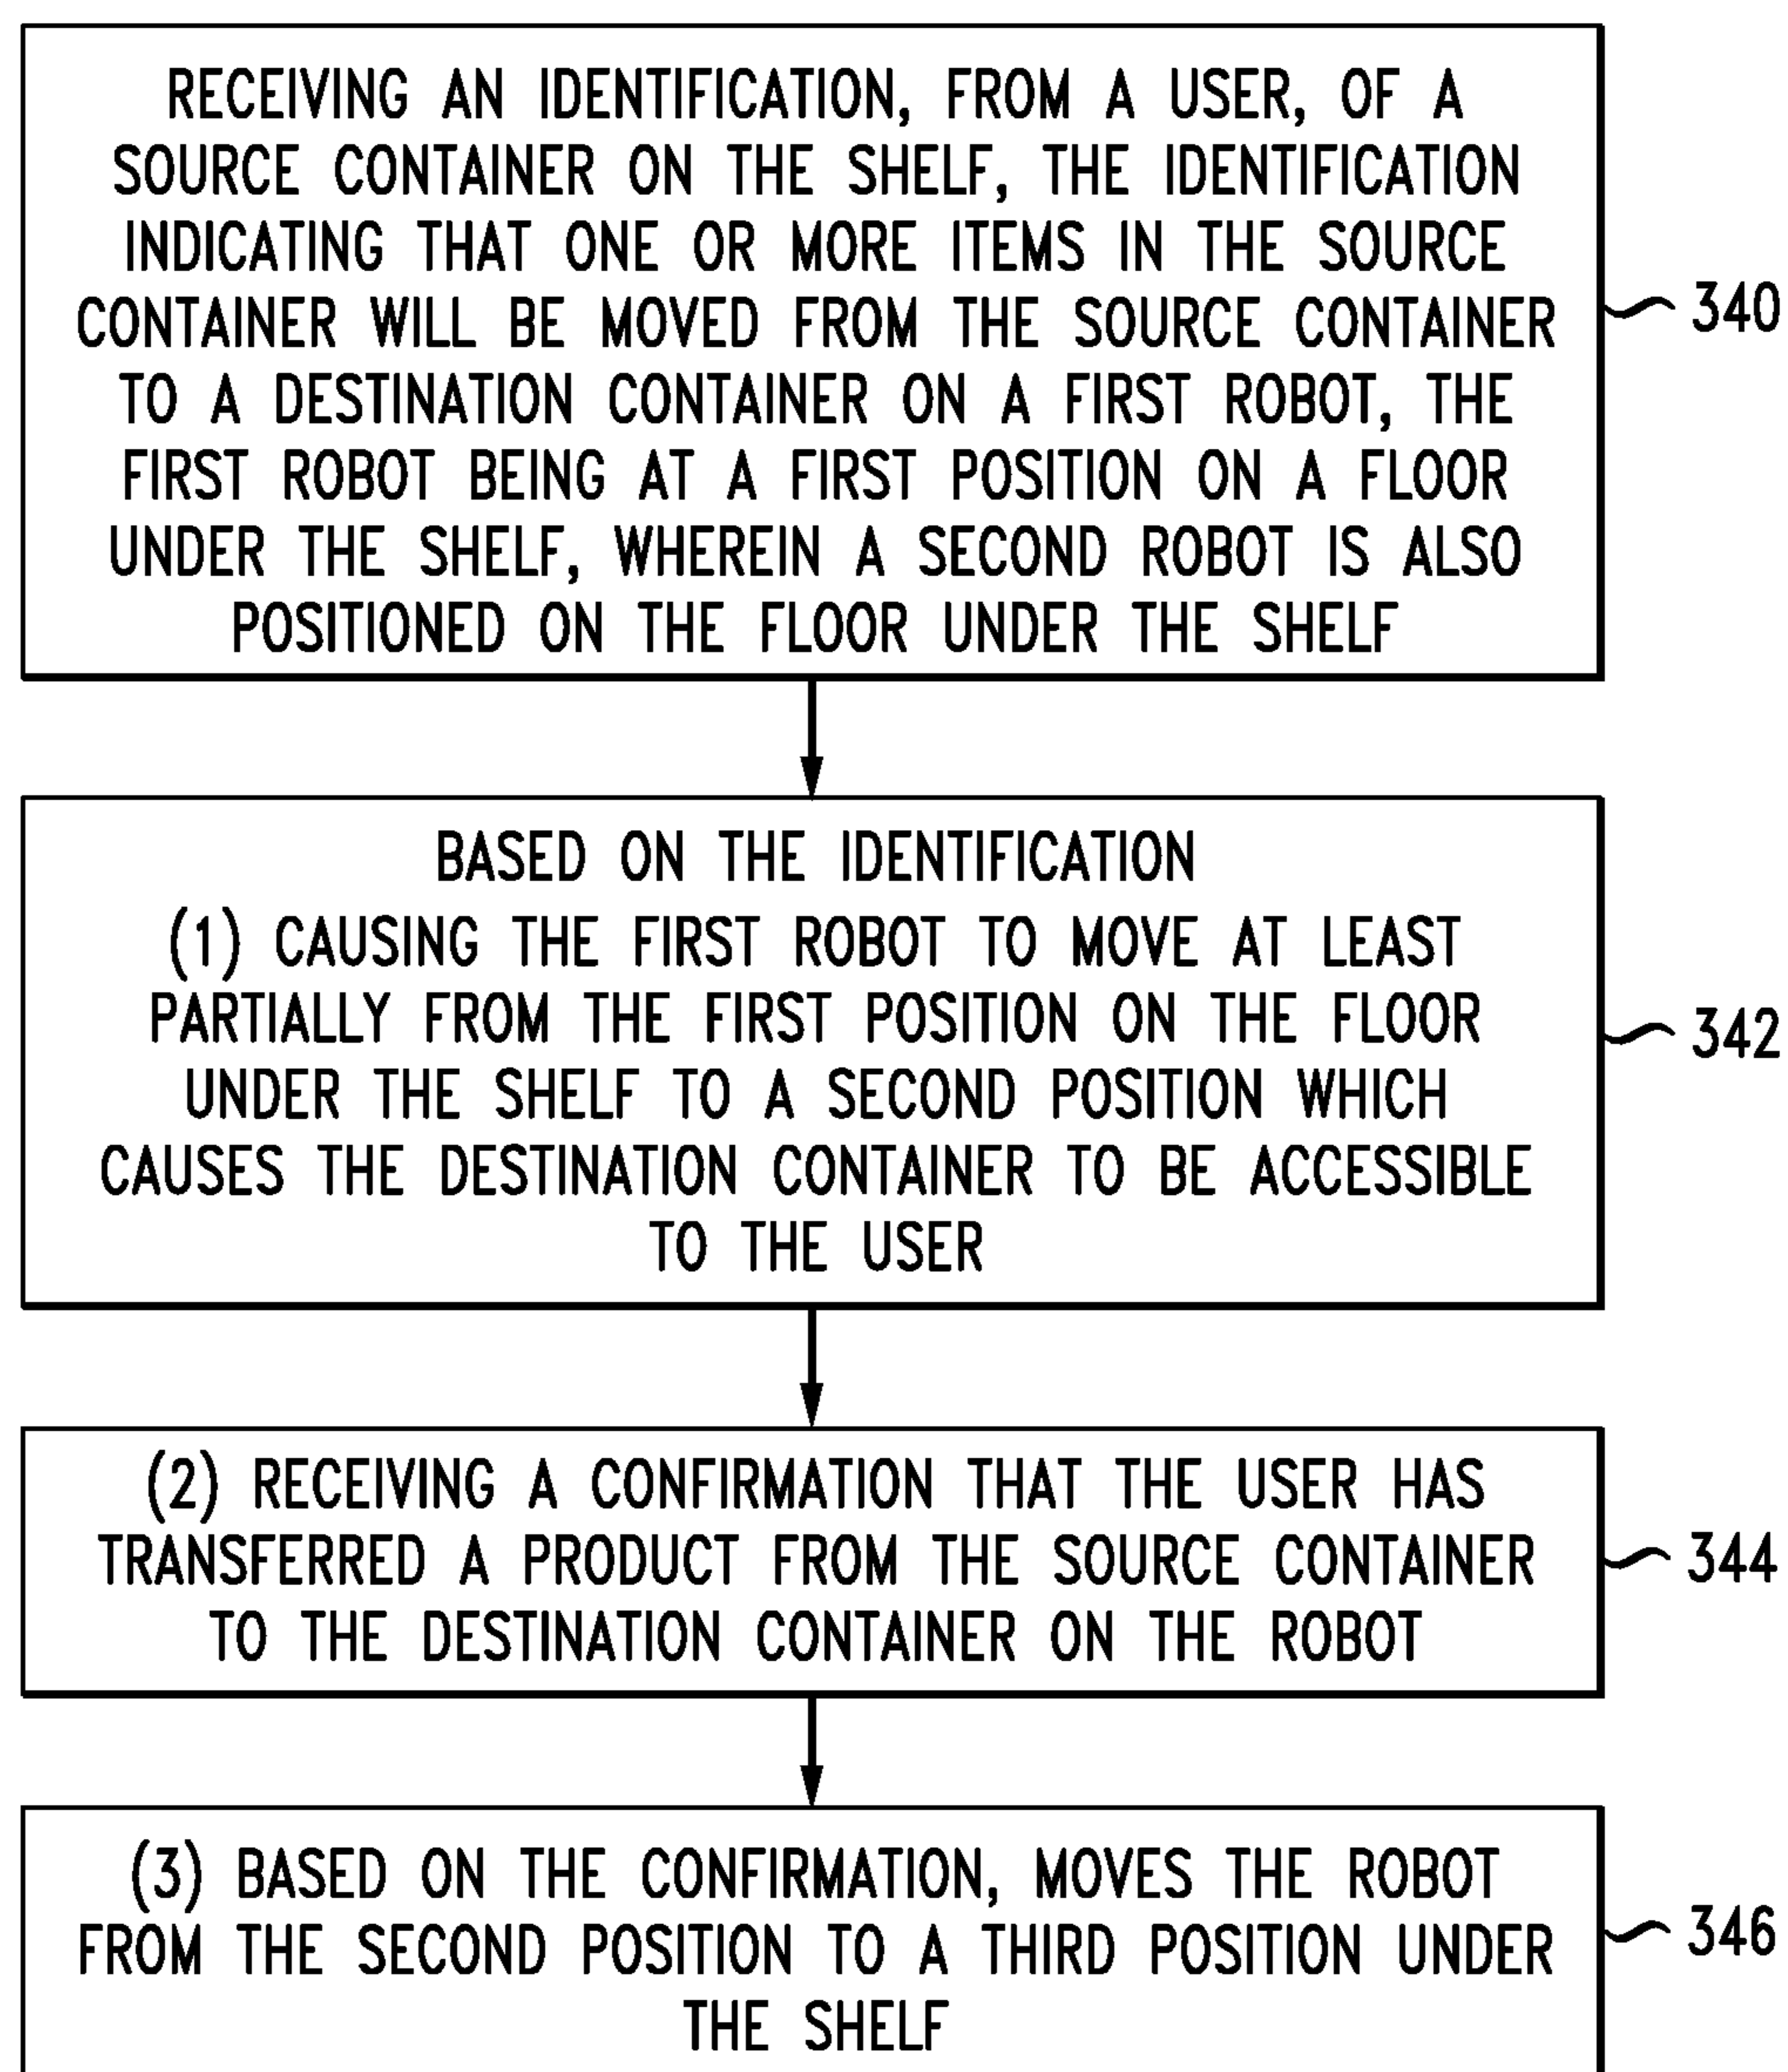 RECEIVING AN IDENTIFICATION, FROM A USER, OF A
SOURCE CONTAINER ON THE SHELF, THE IDENTIFICATION
INDICATING THAT ONE OR MORE ITEMS IN THE SOURCE
CONTAINER WILL BE MOVED FROM THE SOURCE CONTAINER
TO A DESTINATION CONTAINER ON A FIRST ROBOT, THE
FIRST ROBOT BEING AT A FIRST POSITION ON A FLOOR
UNDER THE SHELF, WHEREIN A SECOND ROBOT IS ALSO
POSITIONED ON THE FLOOR UNDER THE SHELF
340
BASED ON THE IDENTIFICATION
(1) CAUSING THE FIRST ROBOT TO MOVE AT LEAST
PARTIALLY FROM THE FIRST POSITION ON THE FLOOR
UNDER THE SHELF TO A SECOND POSITION WHICH
CAUSES THE DESTINATION CONTAINER TO BE ACCESSIBLE
TO THE USER
342
(2) RECEIVING A CONFIRMATION THAT THE USER HAS
TRANSFERRED A PRODUCT FROM THE SOURCE CONTAINER
TO THE DESTINATION CONTAINER ON THE ROBOT
344
(3) BASED ON THE CONFIRMATION, MOVES THE ROBOT
FROM THE SECOND POSITION TO A THIRD POSITION UNDER
THE SHELF
346